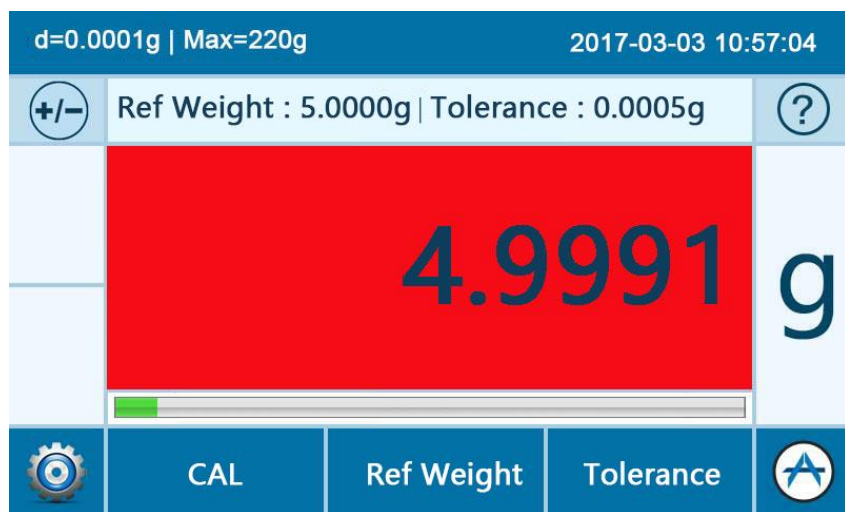 d=0.0001g | Max=220g 2017-03-03 10:57:04
+/− Ref Weight : 5.0000g | Tolerance : 0.0005g ?
4.9991 g
CAL Ref Weight Tolerance